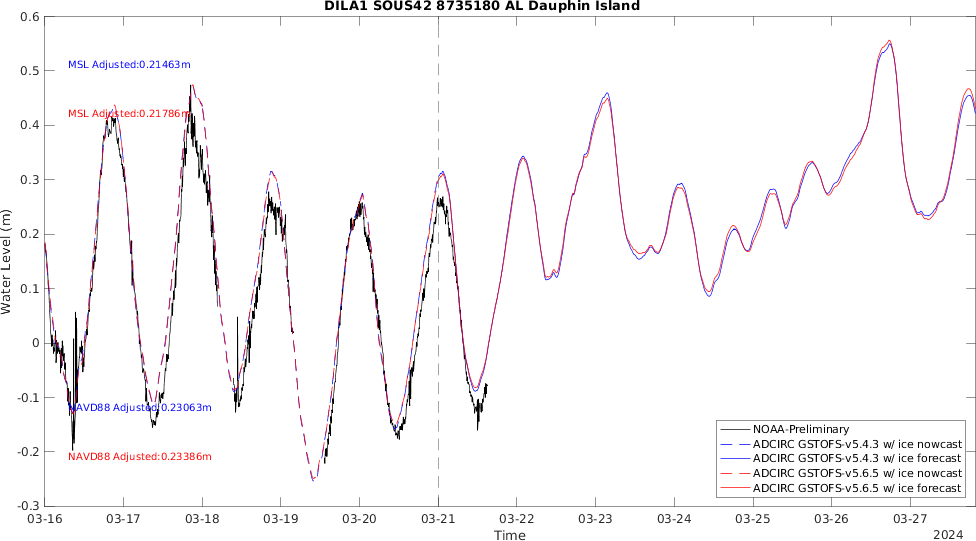 DILA1 SOUS42 8735180 AL Dauphin Island
0.6
0.5
0.4
0.3
0.2
0.1
0
-0.1
-0.2
-0.3
Water Level (m)
MSL Adjusted:0.21463m
MSL Adjusted:0.21786m
NAVD88 Adjusted:0.23063m
NAVD88 Adjusted:0.23386m
NOAA-Preliminary
ADCIRC GSTOFS-v5.4.3 w/ ice nowcast
ADCIRC GSTOFS-v5.4.3 w/ ice forecast
ADCIRC GSTOFS-v5.6.5 w/ ice nowcast
ADCIRC GSTOFS-v5.6.5 w/ ice forecast
03-16 03-17 03-18 03-19 03-20 03-21 03-22 03-23 03-24 03-25 03-26 03-27
Time
2024